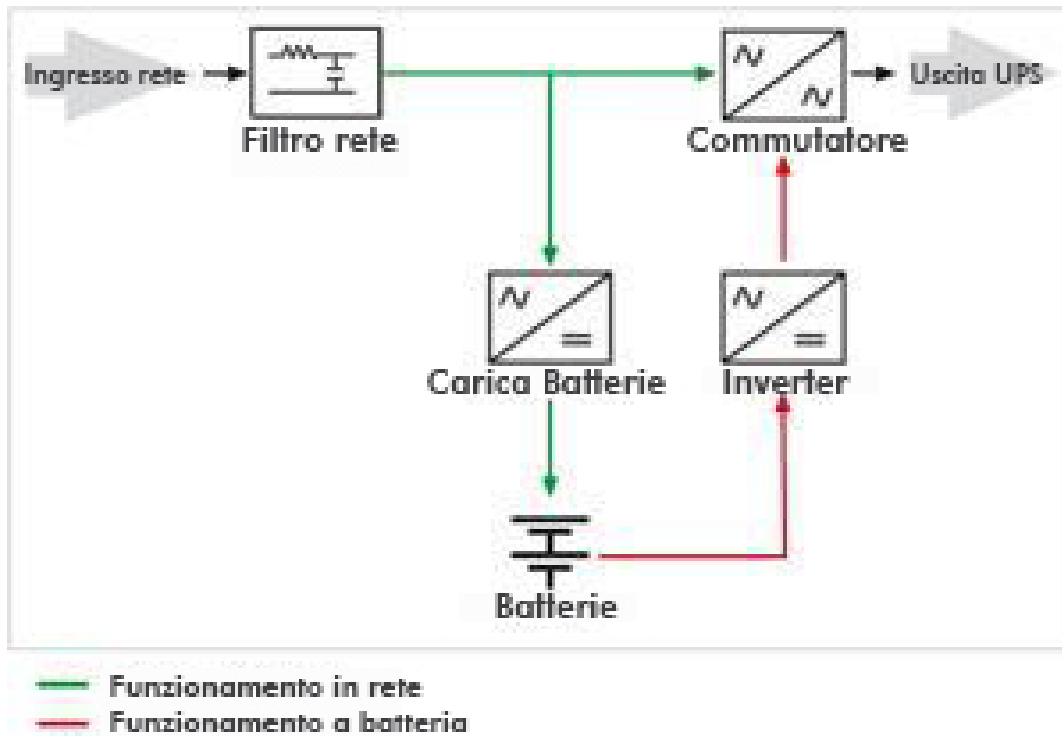 Ingresso rete
Uscita UPS
Filtro rete
Commutatore
Carica Batterie
Inverter
Batterie
Funzionamento in rete
Funzionamento a batteria